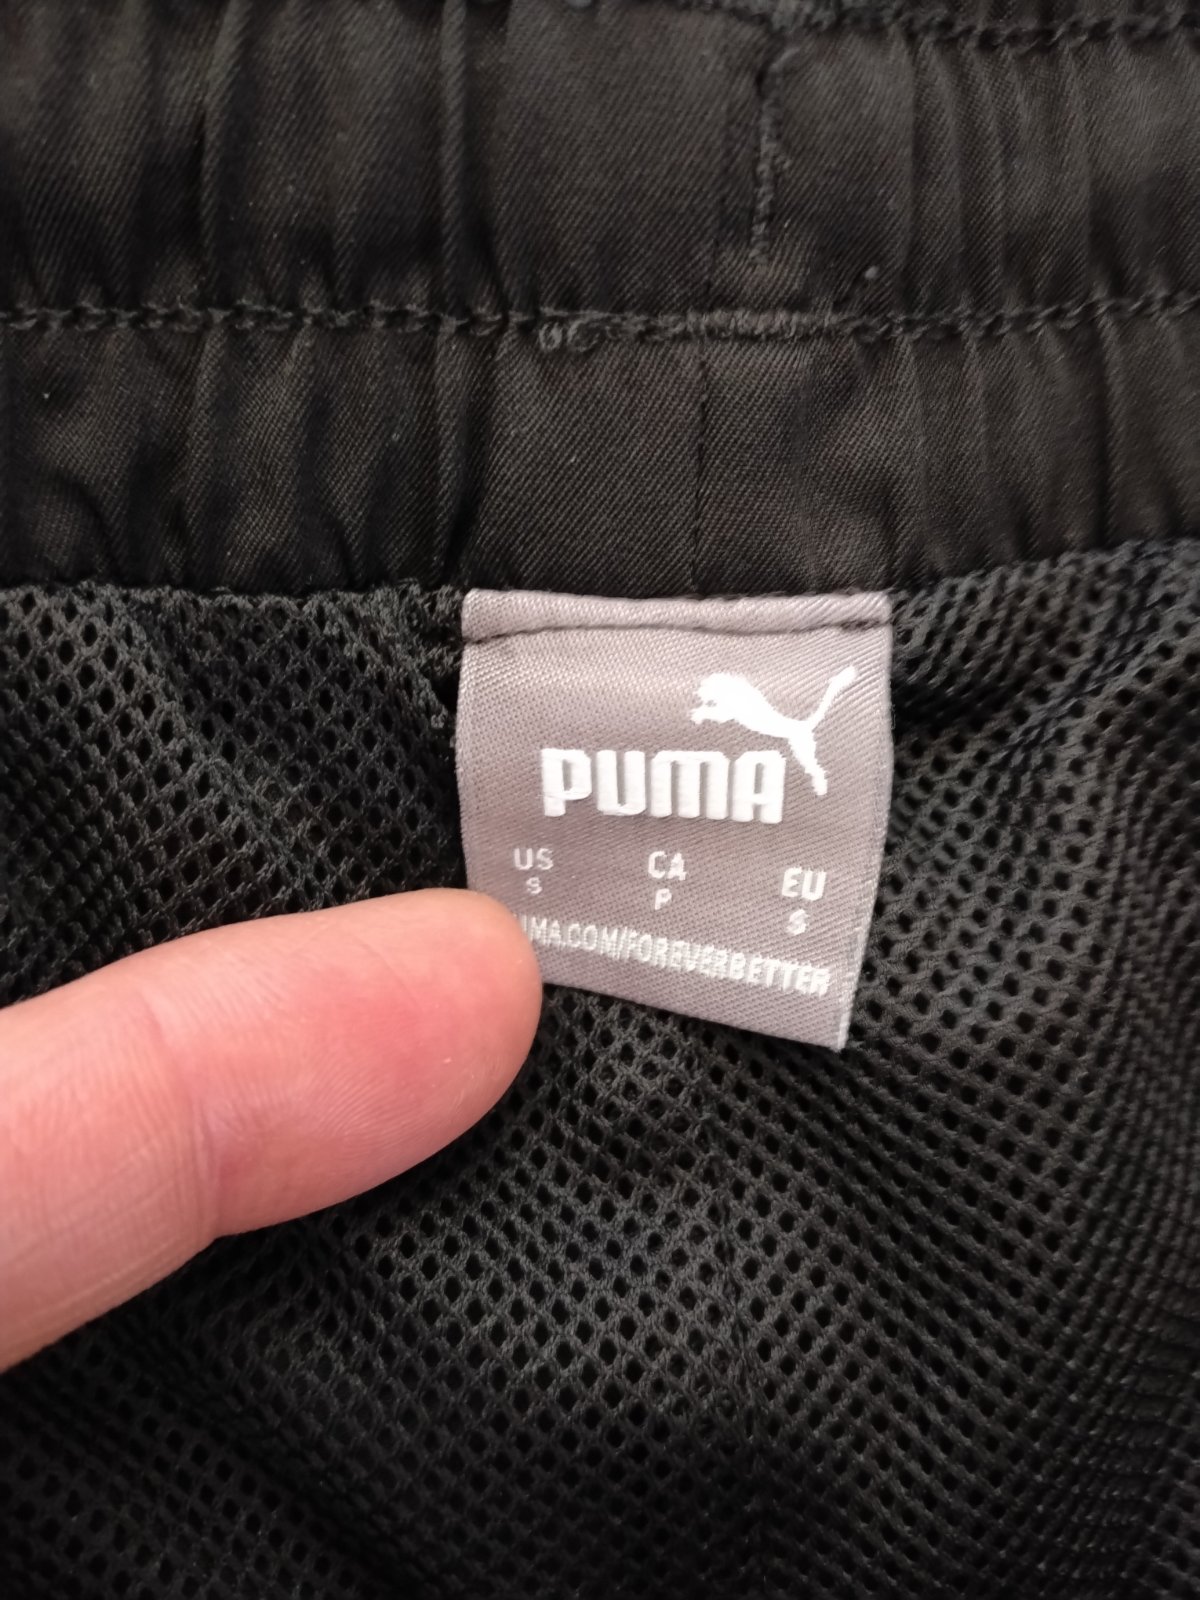 PUMA
US CA EU
S P S
UMA.COM/FOREVERBETTER